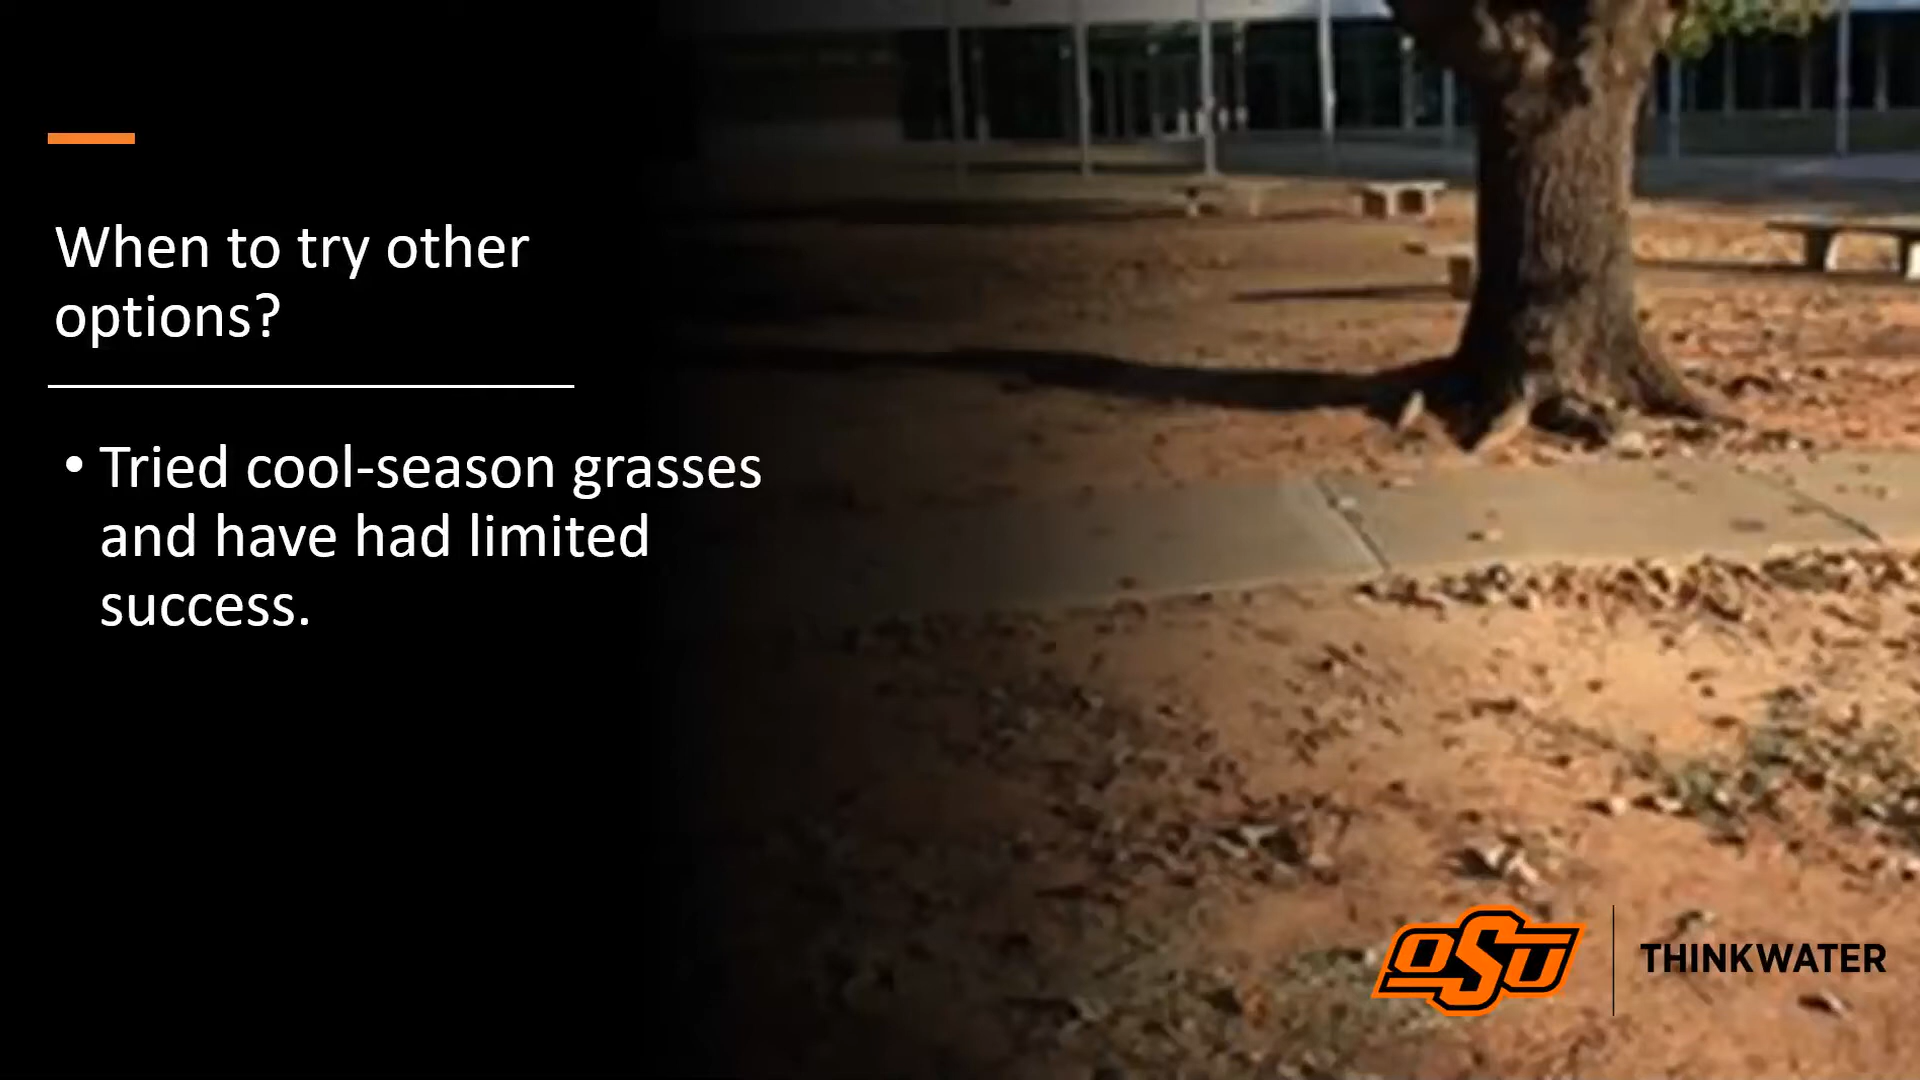 When to try other
options?
• Tried cool-season grasses
and have had limited
success.
OSU
THINKWATER